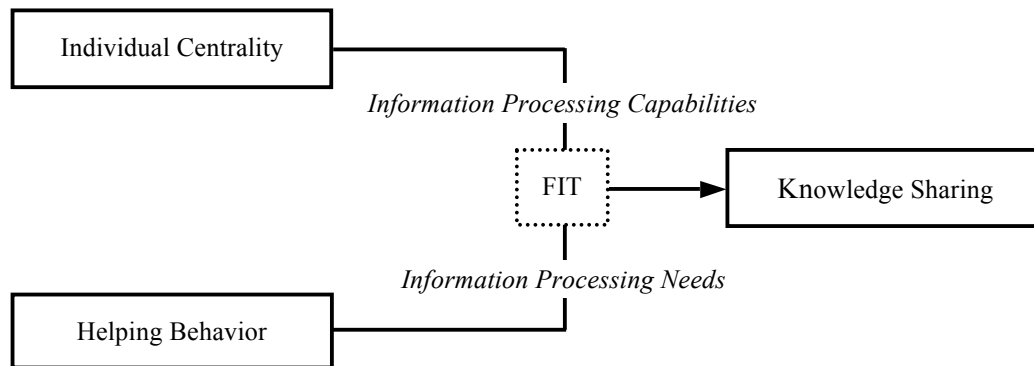 Individual Centrality
Information Processing Capabilities
FIT
Knowledge Sharing
Information Processing Needs
Helping Behavior